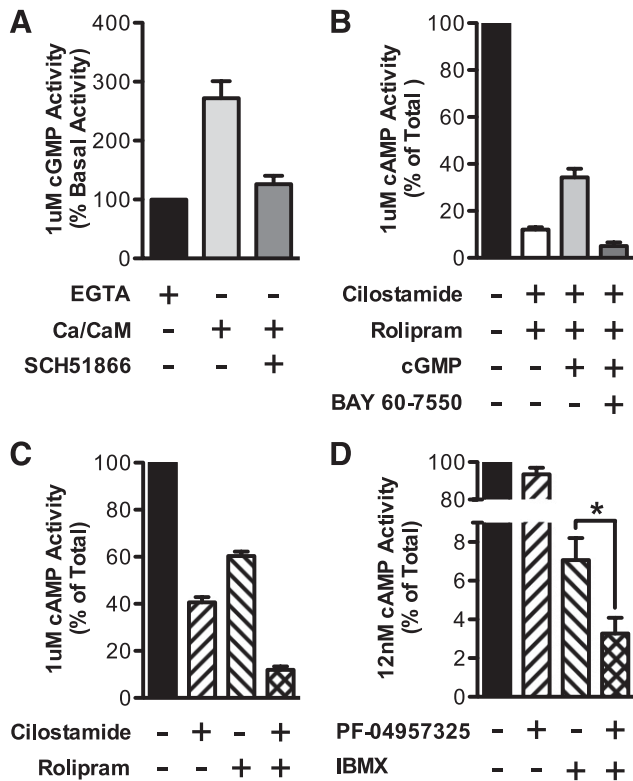 A
1uM cGMP Activity
(% Basal Activity)
400
300
200
100
0
EGTA + – –
Ca/CaM – + +
SCH51866 – – +
B
1uM cAMP Activity
(% of Total )
100
80
60
40
20
0
Cilostamide – + + +
Rolipram – + + +
cGMP – – + +
BAY 60-7550 – – – +
C
1uM cAMP Activity
(% of Total)
100
80
60
40
20
0
Cilostamide – + – +
Rolipram – – + +
D
12nM cAMP Activity
(% of Total)
100
80
8
6
4
2
0
*
PF-04957325 – + – +
IBMX – – + +